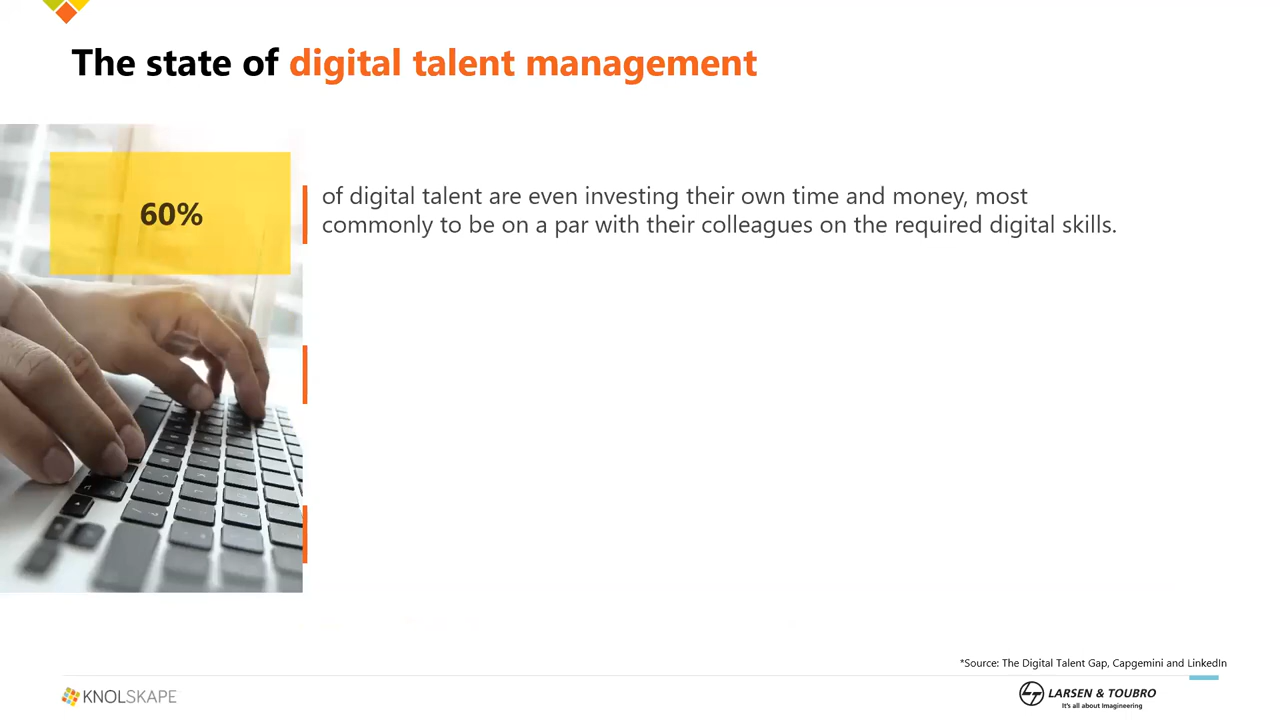 The state of digital talent management
60%
of digital talent are even investing their own time and money, most
commonly to be on a par with their colleagues on the required digital skills.
*Source: The Digital Talent Gap, Capgemini and LinkedIn
KNOLSKAPE
LARSEN & TOUBRO
It's all about Imagineering